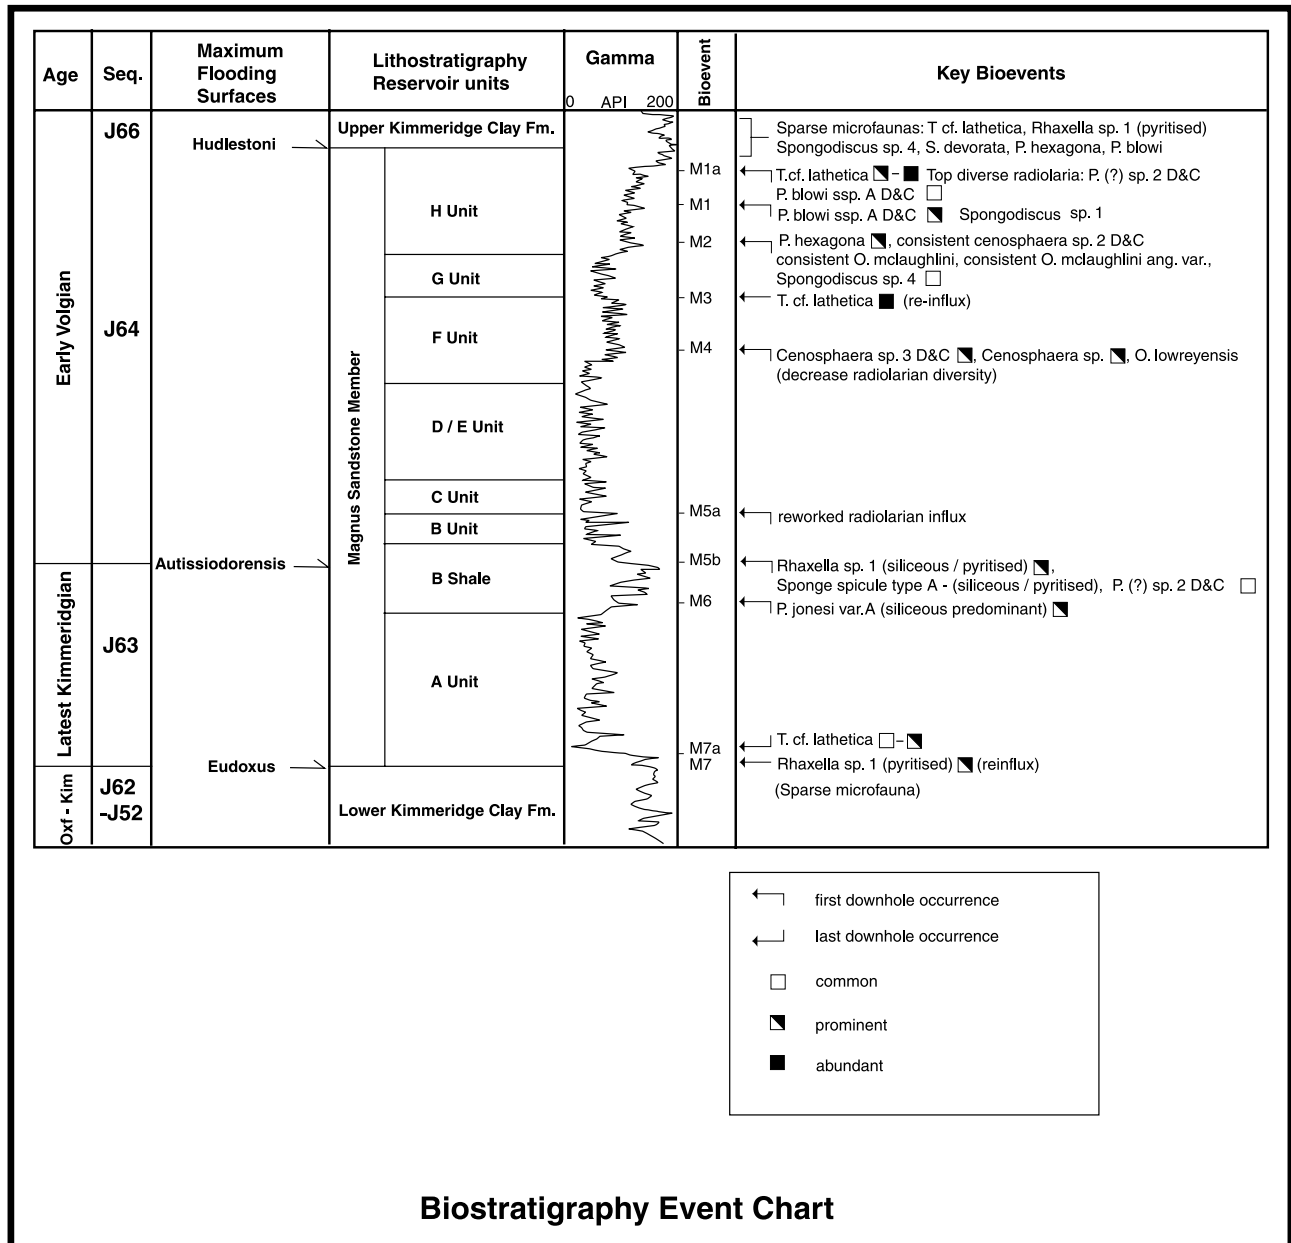 Age
Seq.
Maximum
Flooding
Surfaces
Lithostratigraphy
Reservoir units
Gamma
0 API 200
Bioevent
Key Bioevents
Early Volgian
Latest Kimmeridgian
Oxf - Kim
J66
J64
J63
J62
-J52
Hudlestoni
Autissiodorensis
Eudoxus
Upper Kimmeridge Clay Fm.
Magnus Sandstone Member
H Unit
G Unit
F Unit
D / E Unit
C Unit
B Unit
B Shale
A Unit
Lower Kimmeridge Clay Fm.
M1a
M1
M2
M3
M4
M5a
M5b
M6
M7a
M7
Sparse microfaunas: T cf. lathetica, Rhaxella sp. 1 (pyritised)
Spongodiscus sp. 4, S. devorata, P. hexagona, P. blowi
T.cf. lathetica – Top diverse radiolaria: P. (?) sp. 2 D&C
P. blowi ssp. A D&C
P. blowi ssp. A D&C Spongodiscus sp. 1
P. hexagona , consistent cenosphaera sp. 2 D&C
consistent O. mclaughlini, consistent O. mclaughlini ang. var.,
Spongodiscus sp. 4
T. cf. lathetica (re-influx)
Cenosphaera sp. 3 D&C , Cenosphaera sp. , O. lowreyensis
(decrease radiolarian diversity)
reworked radiolarian influx
Rhaxella sp. 1 (siliceous / pyritised) ,
Sponge spicule type A - (siliceous / pyritised), P. (?) sp. 2 D&C
P. jonesi var.A (siliceous predominant)
T. cf. lathetica –
Rhaxella sp. 1 (pyritised) (reinflux)
(Sparse microfauna)
first downhole occurrence
last downhole occurrence
common
prominent
abundant
Biostratigraphy Event Chart